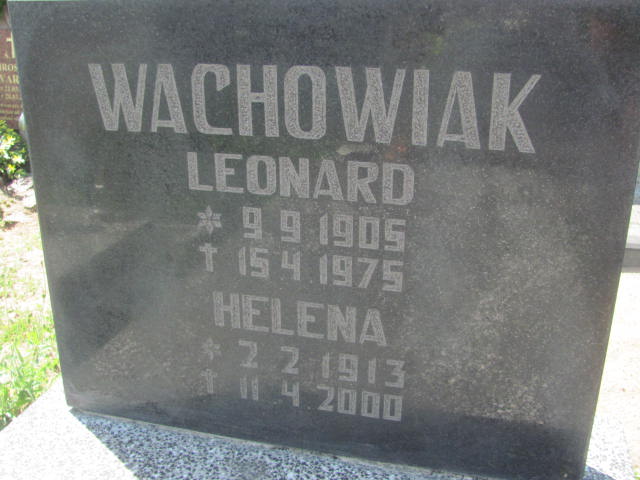 WACHOWIAK
LEONARD
* 9 9 1905
† 15 4 1975
HELENA
* 2 2 1913
† 11 4 2000